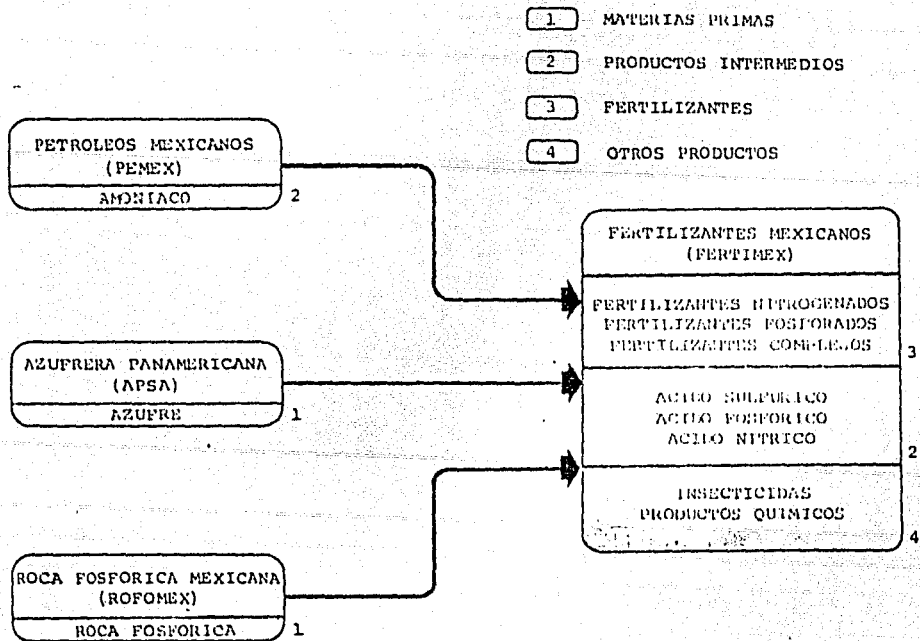 1 MATERIAS PRIMAS
2 PRODUCTOS INTERMEDIOS
3 FERTILIZANTES
4 OTROS PRODUCTOS
PETROLEOS MEXICANOS
(PEMEX)
AMONIACO 2
AZUFRERA PANAMERICANA
(APSA)
AZUFRE 1
ROCA FOSFORICA MEXICANA
(ROFOMEX)
ROCA FOSFORICA 1
FERTILIZANTES MEXICANOS
(FERTIMEX)
FERTILIZANTES NITROGENADOS
FERTILIZANTES FOSFORADOS
FERTILIZANTES COMPLEJOS
3
ACIDO SULFURICO
ACIDO FOSFORICO
ACIDO NITRICO
2
INSECTICIDAS
PRODUCTOS QUIMICOS
4